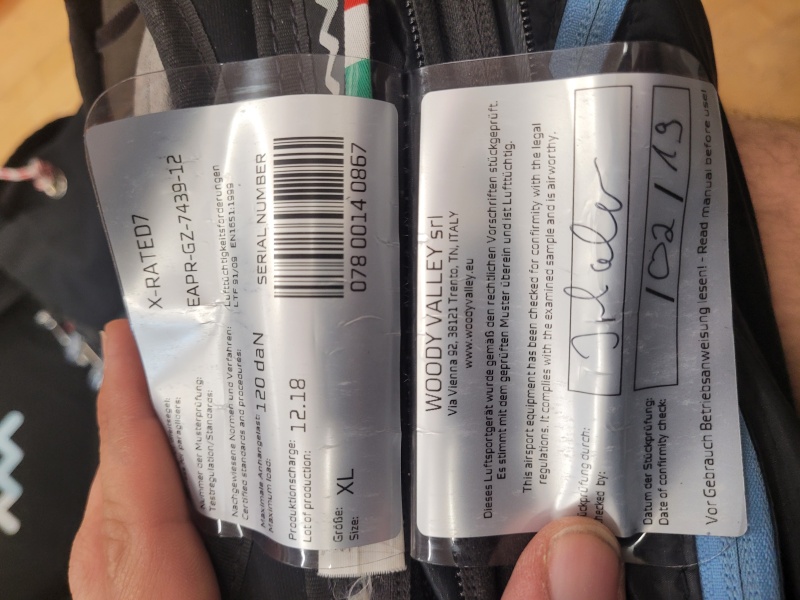 X-RATED7
EAPR-GZ-7439-12
Nummer der Musterprüfung:
Testregulation/Standards:
Lufttüchtigkeitsforderungen
LTF 91/09 EN1651:1999
Nachgewiesene Normen und Verfahren:
Certified standards and procedures:
Maximale Anhangelast:
Maximum load:
120 daN
SERIAL NUMBER
078 0014 0867
Produktionscharge:
Lot of production:
12.18
Größe:
Size:
XL
WOODY VALLEY srl
Via Vienna 92, 38121 Trento, TN, ITALY
www.woodyvalley.eu
Dieses Luftsportgerät wurde gemäß den rechtlichen Vorschriften stückgeprüft.
Es stimmt mit dem geprüften Muster überein und ist Lufttüchtig.
This airsport equipment has been checked for confirmity with the legal
regulations. It complies with the examined sample and is airworthy.
durch:
by:
Datum der Stückprüfung:
Date of confirmity check:
102/19
Vor Gebrauch Betriebsanweisung lesen! - Read manual before use!